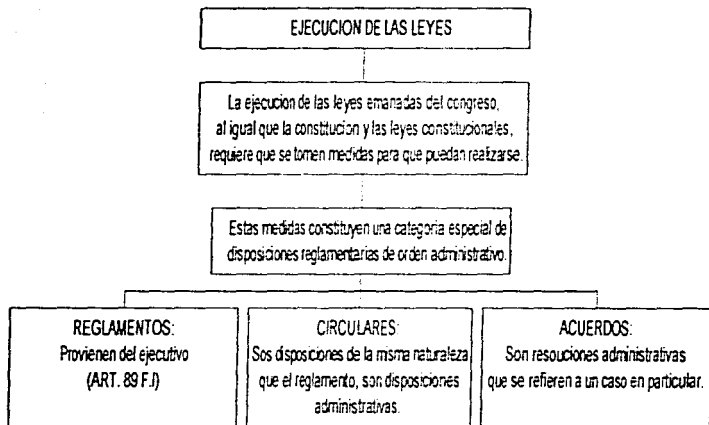 EJECUCION DE LAS LEYES
La ejecucion de las leyes emanadas del congreso,
al igual que la constitucion y las leyes constitucionales,
requiere que se tomen medidas para que puedan realizarse.
Estas medidas constituyen una categoria especial de
disposiciones reglamentarias de orden administrativo.
REGLAMENTOS:
Provienen del ejecutivo
(ART. 89 F.I)
CIRCULARES:
Sos disposiciones de la misma naturaleza
que el reglamento, son disposiciones
administrativas.
ACUERDOS:
Son resouciones administrativas
que se refieren a un caso en particular.